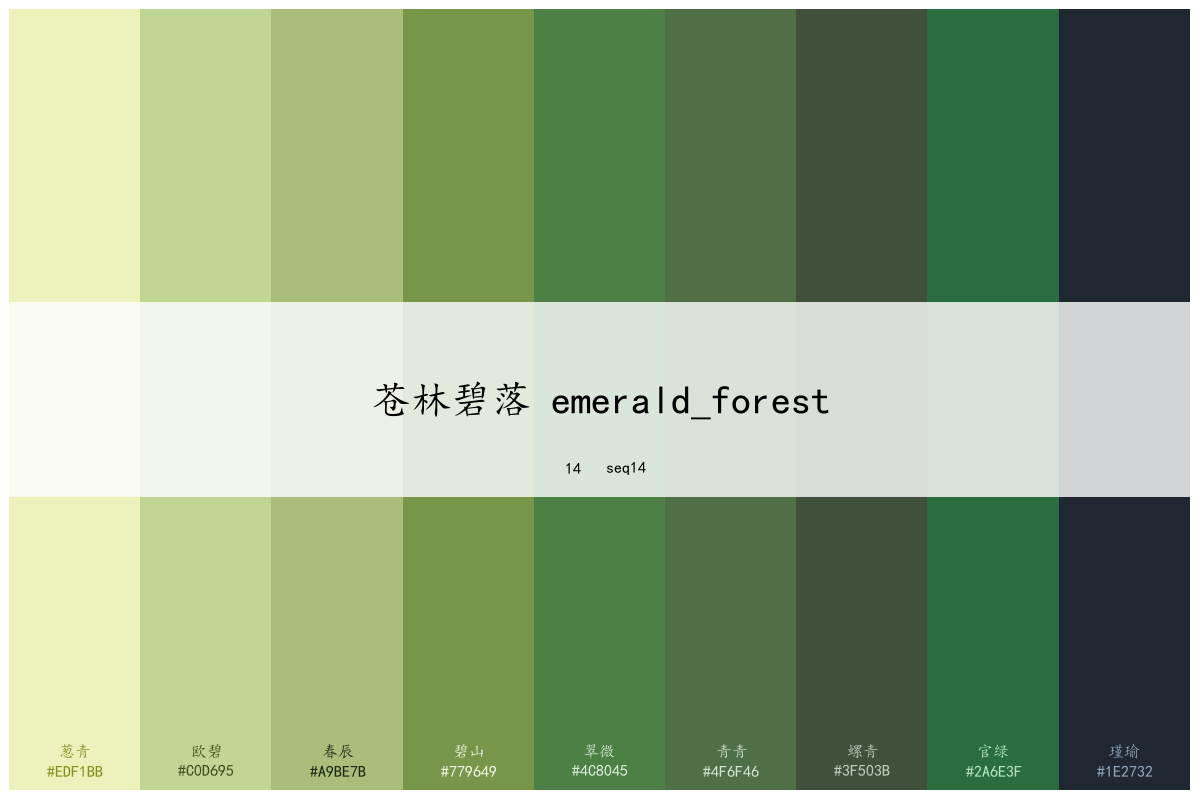 苍林碧落 emerald_forest
14 seq14
葱青 欧碧 春辰 碧山 翠微 青青 螺青 官绿 瑾瑜
#EDF1BB #C0D695 #A9BE7B #779649 #4C8045 #4F6F46 #3F503B #2A6E3F #1E2732